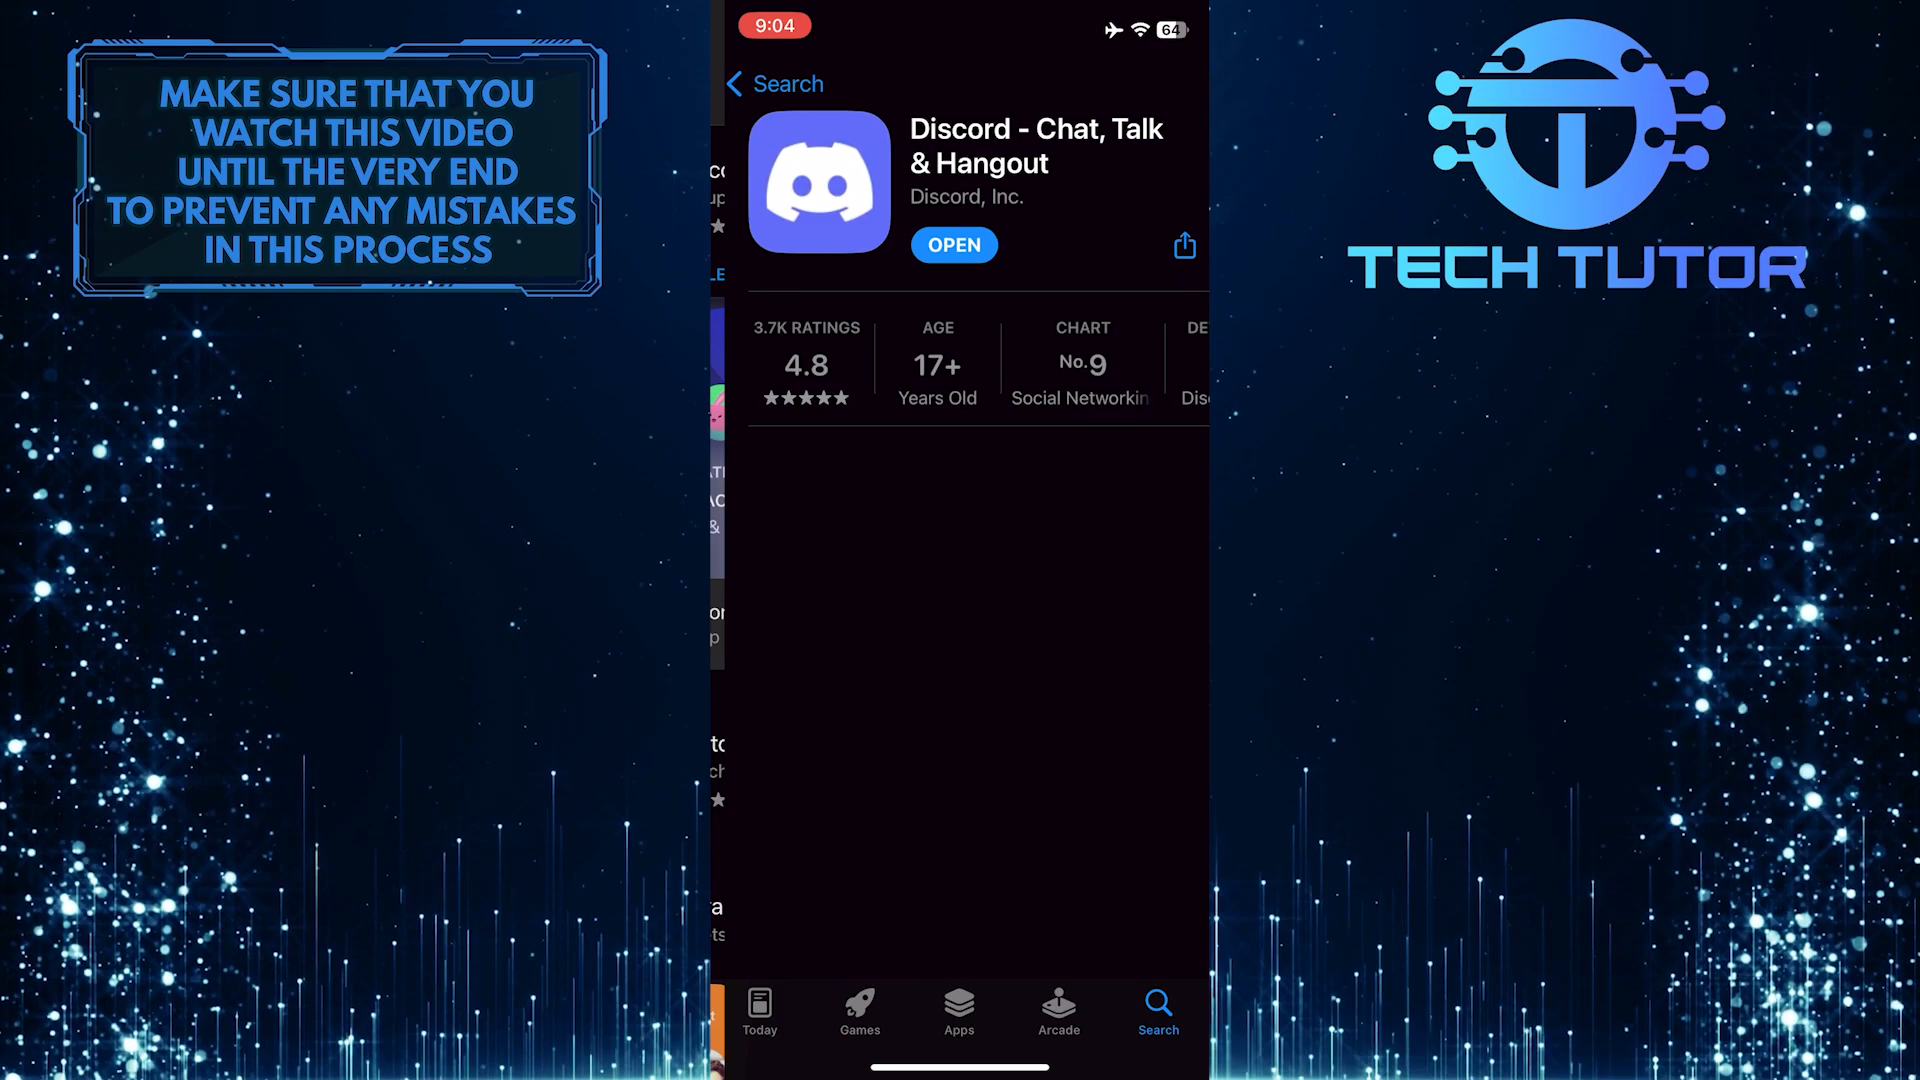 MAKE SURE THAT YOU
WATCH THIS VIDEO
UNTIL THE VERY END
TO PREVENT ANY MISTAKES
IN THIS PROCESS
9:04
64
Search
Discord - Chat, Talk
& Hangout
Discord, Inc.
OPEN
3.7K RATINGS
4.8
★★★★★
AGE
17+
Years Old
CHART
No.9
Social Networkin
DE
Dis
Today
Games
Apps
Arcade
Search
TECH TUTOR